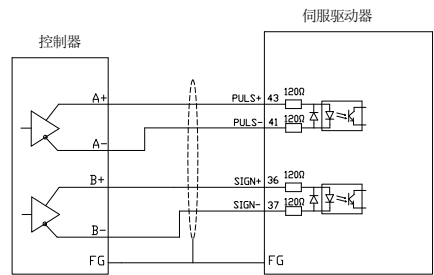 伺服驱动器
控制器
A+
PULS+ 43 120Ω
PULS- 41 120Ω
A-
B+
SIGN+ 36 120Ω
SIGN- 37 120Ω
B-
FG
FG